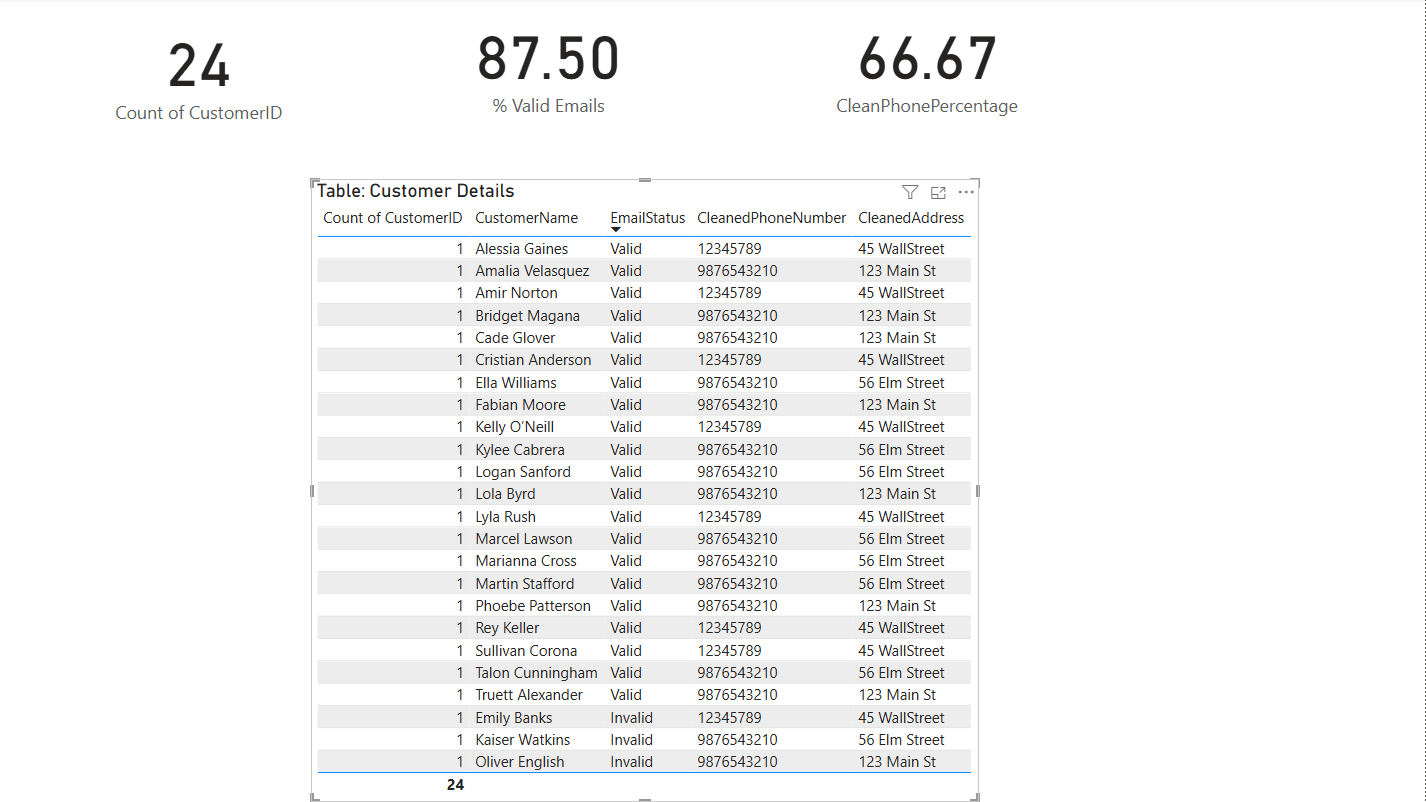 24
Count of CustomerID
87.50
% Valid Emails
66.67
CleanPhonePercentage
Table: Customer Details
Count of CustomerID CustomerName EmailStatus CleanedPhoneNumber CleanedAddress
1 Alessia Gaines Valid 12345789 45 WallStreet
1 Amalia Velasquez Valid 9876543210 123 Main St
1 Amir Norton Valid 12345789 45 WallStreet
1 Bridget Magana Valid 9876543210 123 Main St
1 Cade Glover Valid 9876543210 123 Main St
1 Cristian Anderson Valid 12345789 45 WallStreet
1 Ella Williams Valid 9876543210 56 Elm Street
1 Fabian Moore Valid 9876543210 123 Main St
1 Kelly O’Neill Valid 12345789 45 WallStreet
1 Kylee Cabrera Valid 9876543210 56 Elm Street
1 Logan Sanford Valid 9876543210 56 Elm Street
1 Lola Byrd Valid 9876543210 123 Main St
1 Lyla Rush Valid 12345789 45 WallStreet
1 Marcel Lawson Valid 9876543210 56 Elm Street
1 Marianna Cross Valid 9876543210 56 Elm Street
1 Martin Stafford Valid 9876543210 56 Elm Street
1 Phoebe Patterson Valid 9876543210 123 Main St
1 Rey Keller Valid 12345789 45 WallStreet
1 Sullivan Corona Valid 12345789 45 WallStreet
1 Talon Cunningham Valid 9876543210 56 Elm Street
1 Truett Alexander Valid 9876543210 123 Main St
1 Emily Banks Invalid 12345789 45 WallStreet
1 Kaiser Watkins Invalid 9876543210 56 Elm Street
1 Oliver English Invalid 9876543210 123 Main St
24